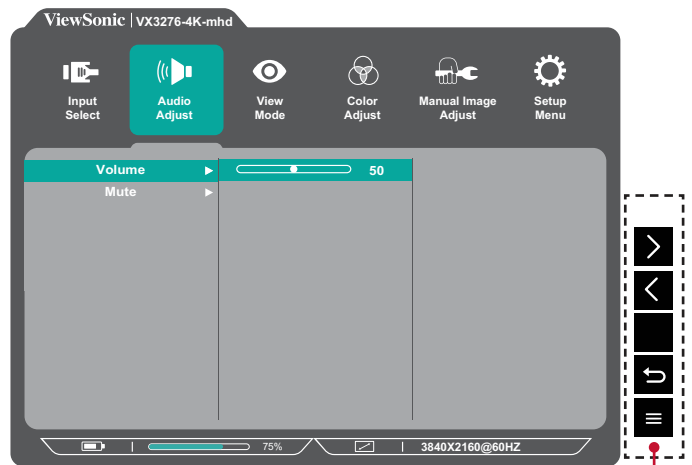 ViewSonic | VX3276-4K-mhd
Input Select
Audio Adjust
View Mode
Color Adjust
Manual Image Adjust
Setup Menu
Volume 50
Mute
75%
3840X2160@60HZ